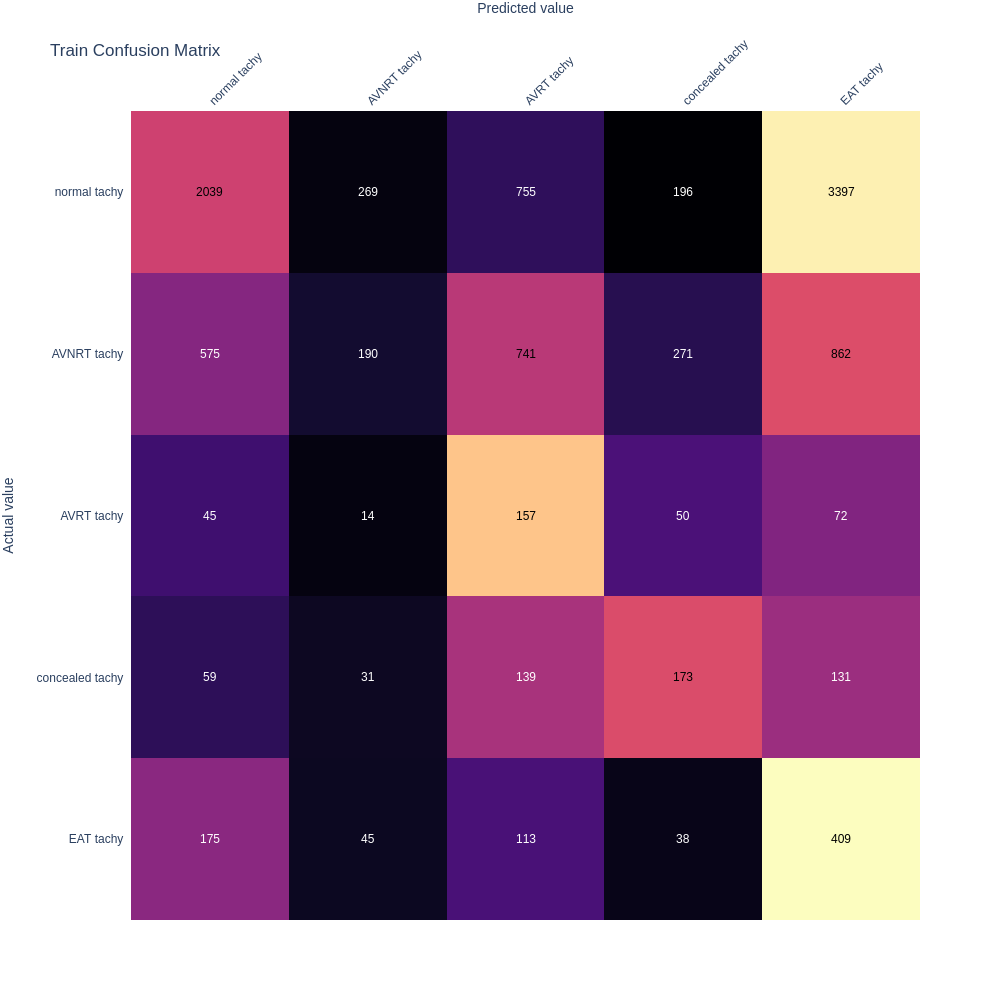 Predicted value
Train Confusion Matrix
normal tachy AVNRT tachy AVRT tachy concealed tachy EAT tachy
normal tachy 2039 269 755 196 3397
AVNRT tachy 575 190 741 271 862
Actual value
AVRT tachy 45 14 157 50 72
concealed tachy 59 31 139 173 131
EAT tachy 175 45 113 38 409